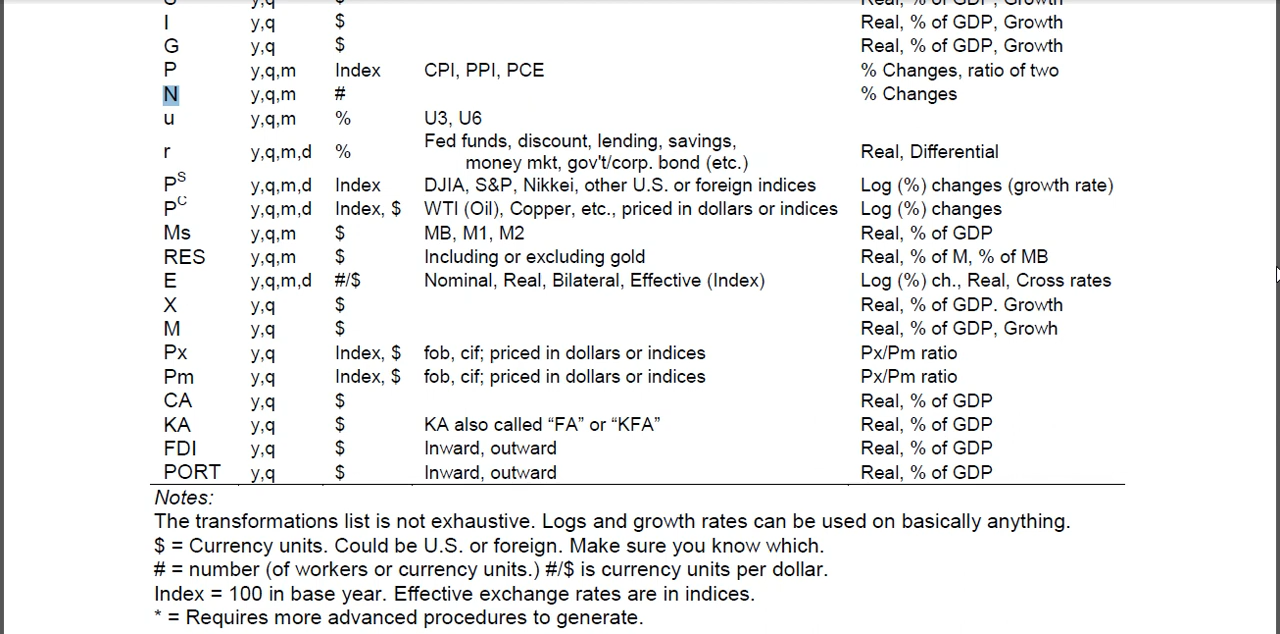 Real, % of GDP, Growth
I y,q $ Real, % of GDP, Growth
G y,q $ Real, % of GDP, Growth
P y,q,m Index CPI, PPI, PCE % Changes, ratio of two
N y,q,m # % Changes
u y,q,m % U3, U6
r y,q,m,d % Fed funds, discount, lending, savings, money mkt, gov't/corp. bond (etc.) Real, Differential
P^S y,q,m,d Index DJIA, S&P, Nikkei, other U.S. or foreign indices Log (%) changes (growth rate)
P^C y,q,m,d Index, $ WTI (Oil), Copper, etc., priced in dollars or indices Log (%) changes
Ms y,q,m $ MB, M1, M2 Real, % of GDP
RES y,q,m $ Including or excluding gold Real, % of M, % of MB
E y,q,m,d #/$ Nominal, Real, Bilateral, Effective (Index) Log (%) ch., Real, Cross rates
X y,q $ Real, % of GDP. Growth
M y,q $ Real, % of GDP, Growh
Px y,q Index, $ fob, cif; priced in dollars or indices Px/Pm ratio
Pm y,q Index, $ fob, cif; priced in dollars or indices Px/Pm ratio
CA y,q $ Real, % of GDP
KA y,q $ KA also called “FA” or “KFA” Real, % of GDP
FDI y,q $ Inward, outward Real, % of GDP
PORT y,q $ Inward, outward Real, % of GDP
Notes:
The transformations list is not exhaustive. Logs and growth rates can be used on basically anything.
$ = Currency units. Could be U.S. or foreign. Make sure you know which.
# = number (of workers or currency units.) #/$ is currency units per dollar.
Index = 100 in base year. Effective exchange rates are in indices.
* = Requires more advanced procedures to generate.